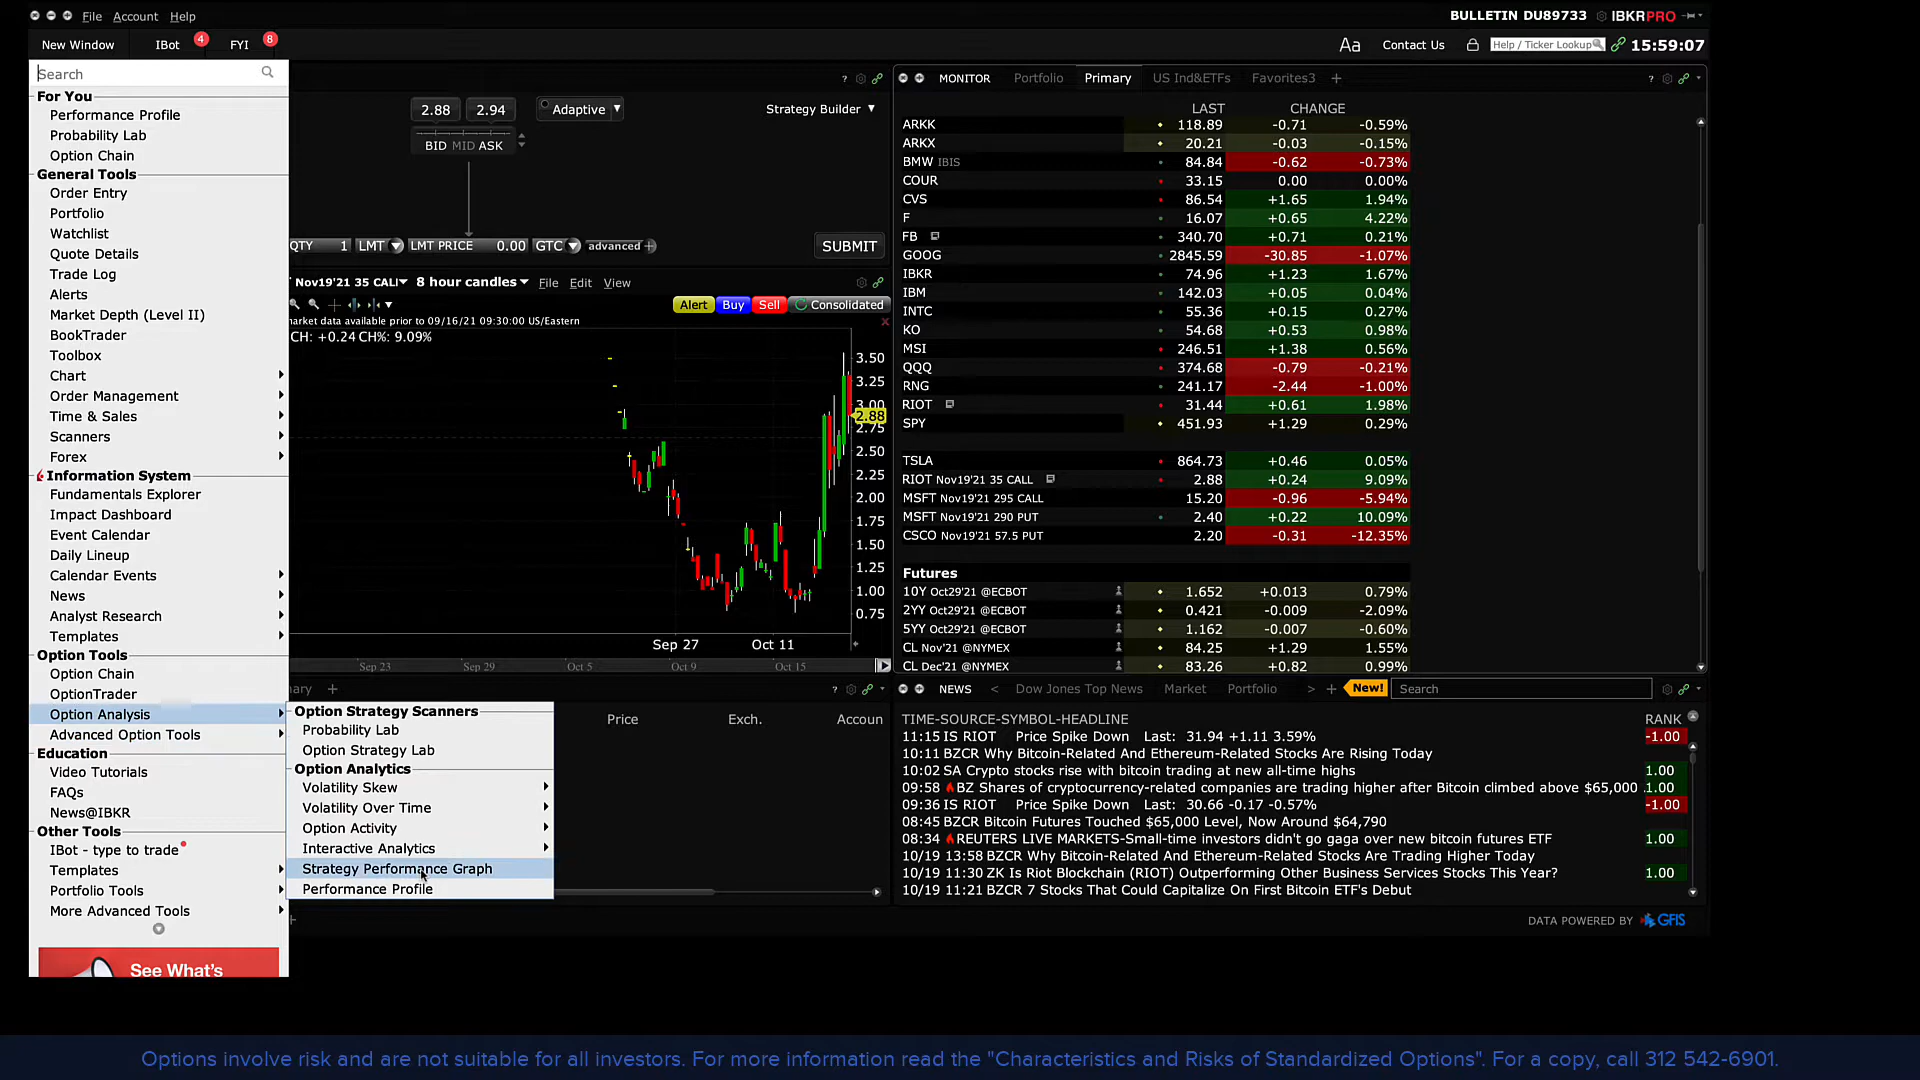 File Account Help
BULLETIN DU89733 IBKRPRO
New Window IBot 4 FYI 8
Aa Contact Us Help / Ticker Lookup 15:59:07
Search
For You
Performance Profile
Probability Lab
Option Chain
General Tools
Order Entry
Portfolio
Watchlist
Quote Details
Trade Log
Alerts
Market Depth (Level II)
BookTrader
Toolbox
Chart
Order Management
Time & Sales
Scanners
Forex
Information System
Fundamentals Explorer
Impact Dashboard
Event Calendar
Daily Lineup
Calendar Events
News
Analyst Research
Templates
Option Tools
Option Chain
OptionTrader
Option Analysis
Advanced Option Tools
Education
Video Tutorials
FAQs
News@IBKR
Other Tools
IBot - type to trade
Templates
Portfolio Tools
More Advanced Tools
See What's
Option Strategy Scanners
Probability Lab
Option Strategy Lab
Option Analytics
Volatility Skew
Volatility Over Time
Option Activity
Interactive Analytics
Strategy Performance Graph
Performance Profile
?
2.88 2.94 Adaptive Strategy Builder
BID MID ASK
QTY 1 LMT LMT PRICE 0.00 GTC advanced + SUBMIT
Nov19'21 35 CALL 8 hour candles File Edit View
Alert Buy Sell Consolidated
market data available prior to 09/16/21 09:30:00 US/Eastern
CH: +0.24 CH%: 9.09%
3.50
3.25
3.00
2.88
2.75
2.50
2.25
2.00
1.75
1.50
1.25
1.00
0.75
Sep 27 Oct 11
Sep 23 Sep 29 Oct 5 Oct 9 Oct 15
mary + ?
Price Exch. Accoun
MONITOR Portfolio Primary US Ind&ETFs Favorites3 + ?
LAST CHANGE
ARKK 118.89 -0.71 -0.59%
ARKX 20.21 -0.03 -0.15%
BMW IBIS 84.84 -0.62 -0.73%
COUR 33.15 0.00 0.00%
CVS 86.54 +1.65 1.94%
F 16.07 +0.65 4.22%
FB 340.70 +0.71 0.21%
GOOG 2845.59 -30.85 -1.07%
IBKR 74.96 +1.23 1.67%
IBM 142.03 +0.05 0.04%
INTC 55.36 +0.15 0.27%
KO 54.68 +0.53 0.98%
MSI 246.51 +1.38 0.56%
QQQ 374.68 -0.79 -0.21%
RNG 241.17 -2.44 -1.00%
RIOT 31.44 +0.61 1.98%
SPY 451.93 +1.29 0.29%
TSLA 864.73 +0.46 0.05%
RIOT Nov19'21 35 CALL 2.88 +0.24 9.09%
MSFT Nov19'21 295 CALL 15.20 -0.96 -5.94%
MSFT Nov19'21 290 PUT 2.40 +0.22 10.09%
CSCO Nov19'21 57.5 PUT 2.20 -0.31 -12.35%
Futures
10Y Oct29'21 @ECBOT 1.652 +0.013 0.79%
2YY Oct29'21 @ECBOT 0.421 -0.009 -2.09%
5YY Oct29'21 @ECBOT 1.162 -0.007 -0.60%
CL Nov'21 @NYMEX 84.25 +1.29 1.55%
CL Dec'21 @NYMEX 83.26 +0.82 0.99%
NEWS < Dow Jones Top News Market Portfolio > + New! Search
TIME-SOURCE-SYMBOL-HEADLINE RANK
11:15 IS RIOT Price Spike Down Last: 31.94 +1.11 3.59% -1.00
10:11 BZCR Why Bitcoin-Related And Ethereum-Related Stocks Are Rising Today
10:02 SA Crypto stocks rise with bitcoin trading at new all-time highs 1.00
09:58 BZ Shares of cryptocurrency-related companies are trading higher after Bitcoin climbed above $65,000 1.00
09:36 IS RIOT Price Spike Down Last: 30.66 -0.17 -0.57% -1.00
08:45 BZCR Bitcoin Futures Touched $65,000 Level, Now Around $64,790
08:34 REUTERS LIVE MARKETS-Small-time investors didn't go gaga over new bitcoin futures ETF 1.00
10/19 13:58 BZCR Why Bitcoin-Related And Ethereum-Related Stocks Are Trading Higher Today
10/19 11:30 ZK Is Riot Blockchain (RIOT) Outperforming Other Business Services Stocks This Year? 1.00
10/19 11:21 BZCR 7 Stocks That Could Capitalize On First Bitcoin ETF's Debut
DATA POWERED BY GFIS
Options involve risk and are not suitable for all investors. For more information read the "Characteristics and Risks of Standardized Options". For a copy, call 312 542-6901.